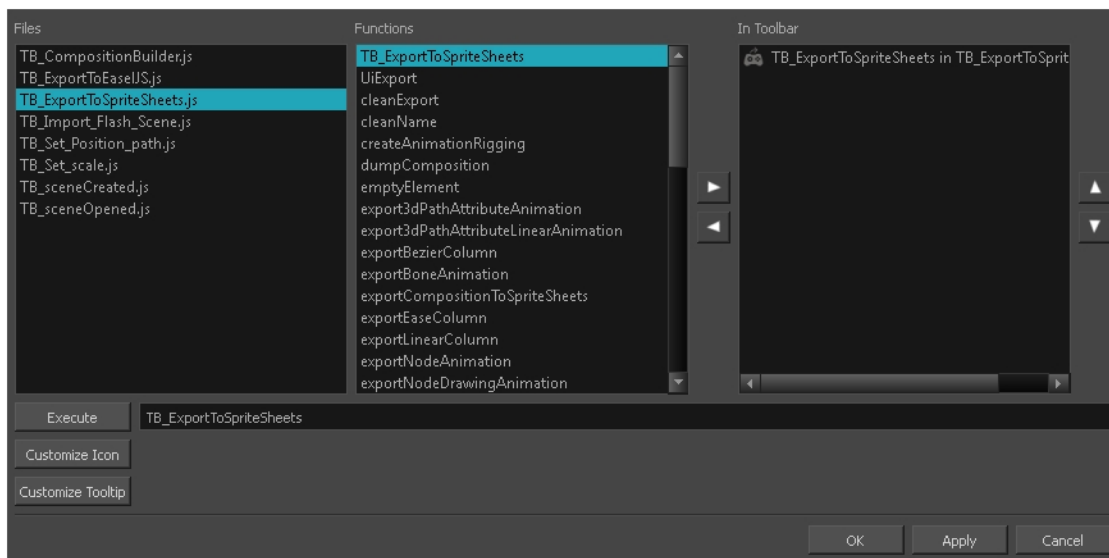 Files
TB_CompositionBuilder.js
TB_ExportToEaselJS.js
TB_ExportToSpriteSheets.js
TB_Import_Flash_Scene.js
TB_Set_Position_path.js
TB_Set_scale.js
TB_sceneCreated.js
TB_sceneOpened.js
Functions
TB_ExportToSpriteSheets
UiExport
cleanExport
cleanName
createAnimationRigging
dumpComposition
emptyElement
export3dPathAttributeAnimation
export3dPathAttributeLinearAnimation
exportBezierColumn
exportBoneAnimation
exportCompositionToSpriteSheets
exportEaseColumn
exportLinearColumn
exportNodeAnimation
exportNodeDrawingAnimation
In Toolbar
TB_ExportToSpriteSheets in TB_ExportToSprit
Execute
TB_ExportToSpriteSheets
Customize Icon
Customize Tooltip
OK
Apply
Cancel